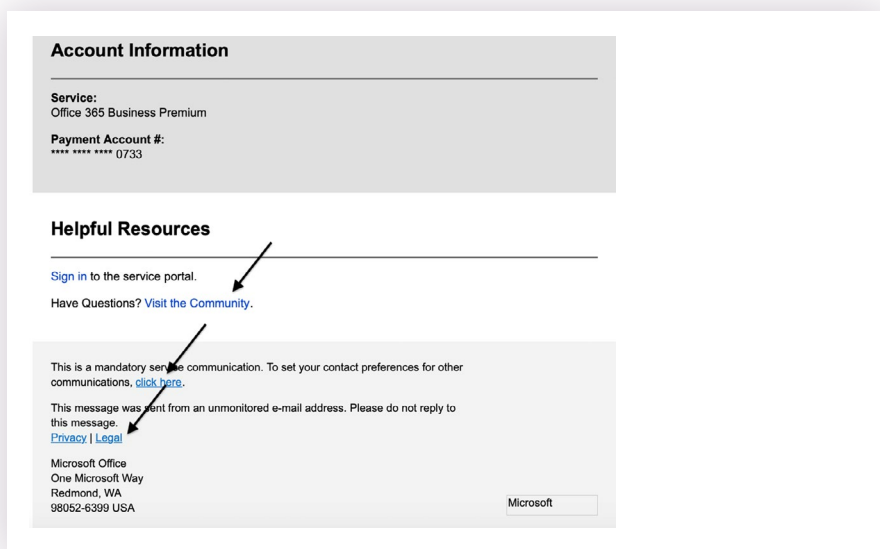 Account Information
Service:
Office 365 Business Premium
Payment Account #:
**** **** **** 0733
Helpful Resources
Sign in to the service portal.
Have Questions? Visit the Community.
This is a mandatory service communication. To set your contact preferences for other
communications, click here.
This message was sent from an unmonitored e-mail address. Please do not reply to
this message.
Privacy | Legal
Microsoft Office
One Microsoft Way
Redmond, WA
98052-6399 USA
Microsoft